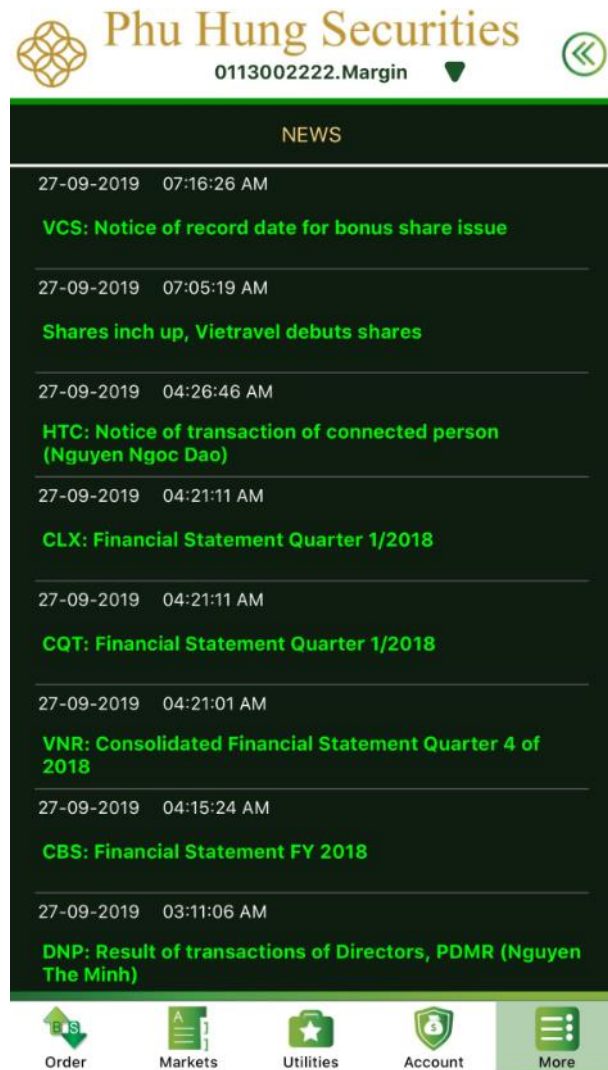 Phu Hung Securities
0113002222.Margin
NEWS
27-09-2019 07:16:26 AM
VCS: Notice of record date for bonus share issue
27-09-2019 07:05:19 AM
Shares inch up, Vietravel debuts shares
27-09-2019 04:26:46 AM
HTC: Notice of transaction of connected person
(Nguyen Ngoc Dao)
27-09-2019 04:21:11 AM
CLX: Financial Statement Quarter 1/2018
27-09-2019 04:21:11 AM
CQT: Financial Statement Quarter 1/2018
27-09-2019 04:21:01 AM
VNR: Consolidated Financial Statement Quarter 4 of
2018
27-09-2019 04:15:24 AM
CBS: Financial Statement FY 2018
27-09-2019 03:11:06 AM
DNP: Result of transactions of Directors, PDMR (Nguyen
The Minh)
B S A $
Order Markets Utilities Account More